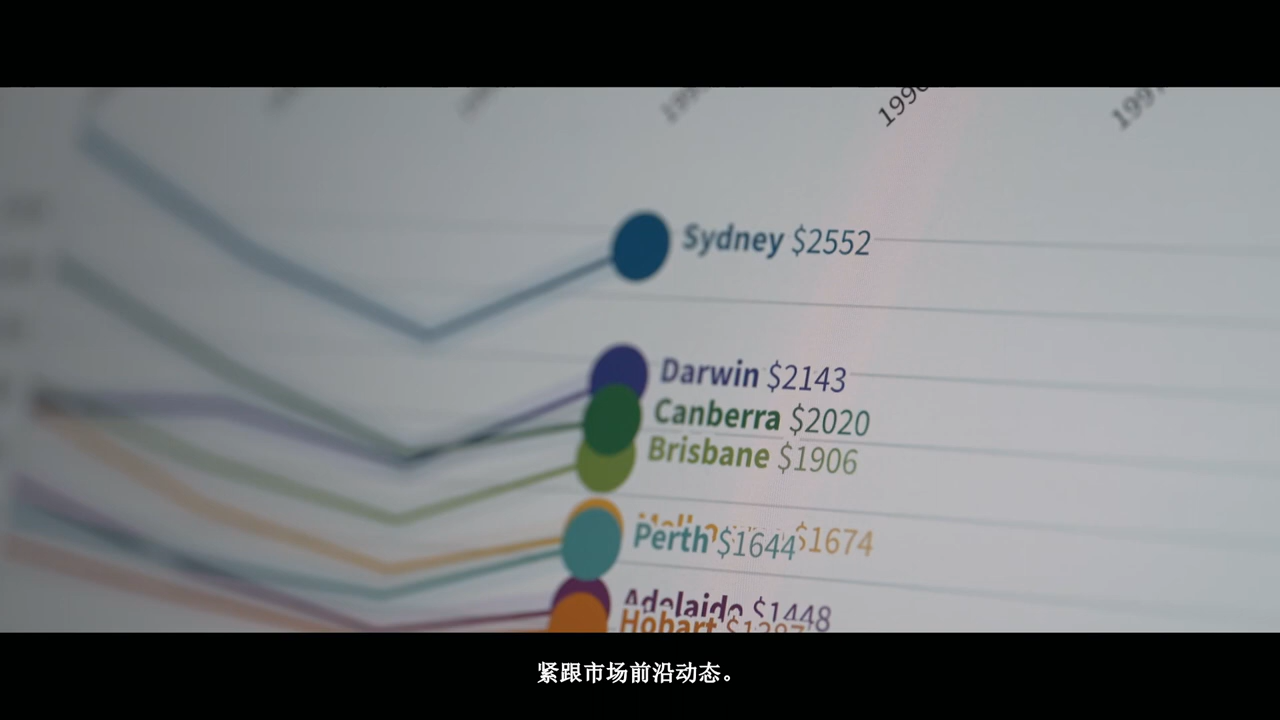 Sydney $2552
Darwin $2143
Canberra $2020
Brisbane $1906
$1674
Perth $1644
Adelaide $1448
Hobart
紧跟市场前沿动态。